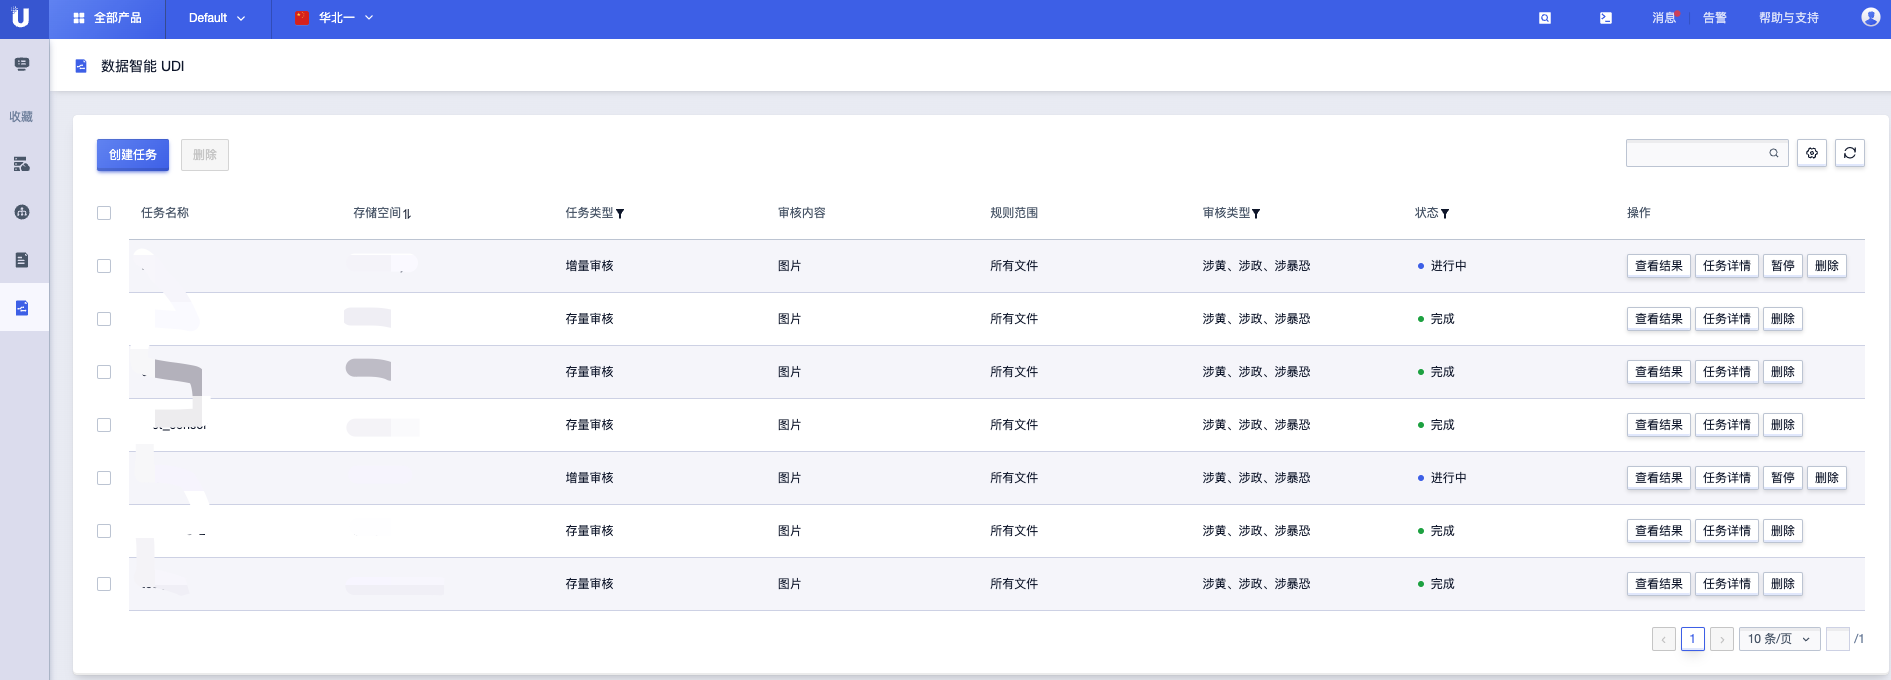 全部产品 Default 华北一 消息 告警 帮助与支持
数据智能 UDI
收藏
创建任务 删除
任务名称 存储空间 任务类型 审核内容 规则范围 审核类型 状态 操作
增量审核 图片 所有文件 涉黄、涉政、涉暴恐 进行中 查看结果 任务详情 暂停 删除
存量审核 图片 所有文件 涉黄、涉政、涉暴恐 完成 查看结果 任务详情 删除
存量审核 图片 所有文件 涉黄、涉政、涉暴恐 完成 查看结果 任务详情 删除
存量审核 图片 所有文件 涉黄、涉政、涉暴恐 完成 查看结果 任务详情 删除
增量审核 图片 所有文件 涉黄、涉政、涉暴恐 进行中 查看结果 任务详情 暂停 删除
存量审核 图片 所有文件 涉黄、涉政、涉暴恐 完成 查看结果 任务详情 删除
存量审核 图片 所有文件 涉黄、涉政、涉暴恐 完成 查看结果 任务详情 删除
1 10 条/页 /1